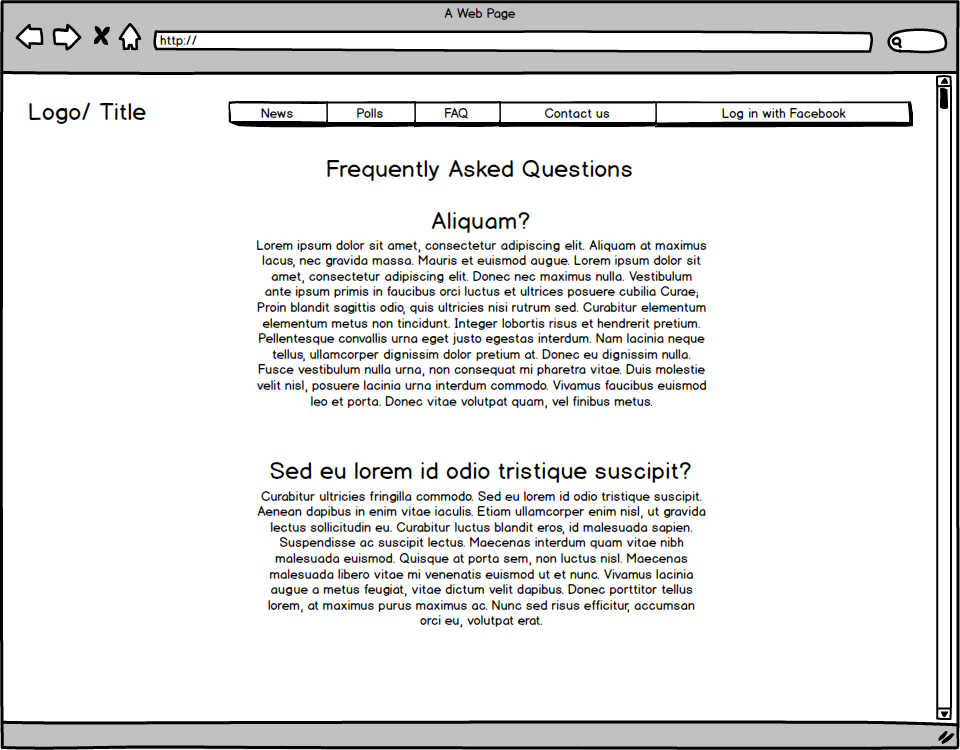 A Web Page
http://
Logo/ Title
News Polls FAQ Contact us Log in with Facebook
Frequently Asked Questions
Aliquam?
Lorem ipsum dolor sit amet, consectetur adipiscing elit. Aliquam at maximus
lacus, nec gravida massa. Mauris et euismod augue. Lorem ipsum dolor sit
amet, consectetur adipiscing elit. Donec nec maximus nulla. Vestibulum
ante ipsum primis in faucibus orci luctus et ultrices posuere cubilia Curae;
Proin blandit sagittis odio, quis ultricies nisi rutrum sed. Curabitur elementum
elementum metus non tincidunt. Integer lobortis risus et hendrerit pretium.
Pellentesque convallis urna eget justo egestas interdum. Nam lacinia neque
tellus, ullamcorper dignissim dolor pretium at. Donec eu dignissim nulla.
Fusce vestibulum nulla urna, non consequat mi pharetra vitae. Duis molestie
velit nisl, posuere lacinia urna interdum commodo. Vivamus faucibus euismod
leo et porta. Donec vitae volutpat quam, vel finibus metus.
Sed eu lorem id odio tristique suscipit?
Curabitur ultricies fringilla commodo. Sed eu lorem id odio tristique suscipit.
Aenean dapibus in enim vitae iaculis. Etiam ullamcorper enim nisl, ut gravida
lectus sollicitudin eu. Curabitur luctus blandit eros, id malesuada sapien.
Suspendisse ac suscipit lectus. Maecenas interdum quam vitae nibh
malesuada euismod. Quisque at porta sem, non luctus nisl. Maecenas
malesuada libero vitae mi venenatis euismod ut et nunc. Vivamus lacinia
augue a metus feugiat, vitae dictum velit dapibus. Donec porttitor tellus
lorem, at maximus purus maximus ac. Nunc sed risus efficitur, accumsan
orci eu, volutpat erat.